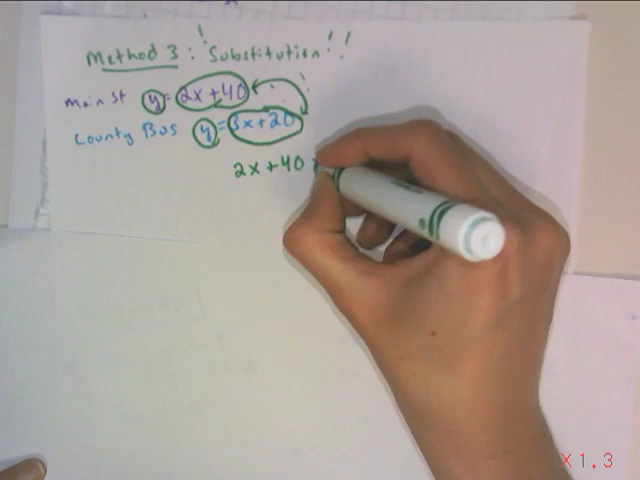 Method 3: Substitution!!
Main St y = 2x+40
County Bus y = 3x+20
2x+40
x1.3